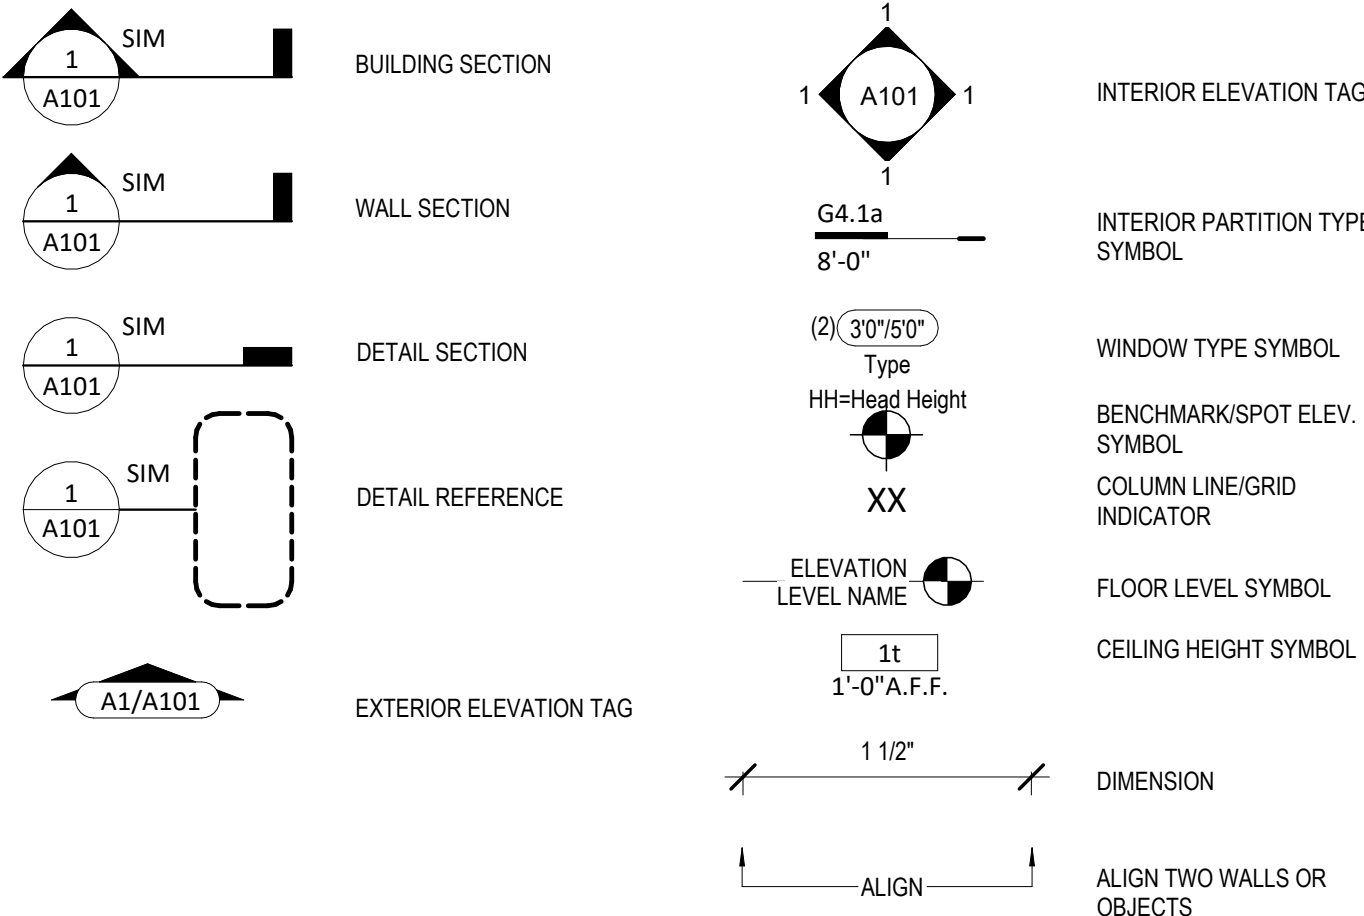 SIM
1
A101
BUILDING SECTION
SIM
1
A101
WALL SECTION
SIM
1
A101
DETAIL SECTION
SIM
1
A101
DETAIL REFERENCE
A1/A101
EXTERIOR ELEVATION TAG
1
1 A101 1
1
INTERIOR ELEVATION TAG
G4.1a
8'-0"
INTERIOR PARTITION TYPE
SYMBOL
(2) 3'0"/5'0"
Type
HH=Head Height
WINDOW TYPE SYMBOL
BENCHMARK/SPOT ELEV.
SYMBOL
XX
COLUMN LINE/GRID
INDICATOR
ELEVATION
LEVEL NAME
FLOOR LEVEL SYMBOL
1t
1'-0"A.F.F.
CEILING HEIGHT SYMBOL
1 1/2"
DIMENSION
ALIGN
ALIGN TWO WALLS OR
OBJECTS